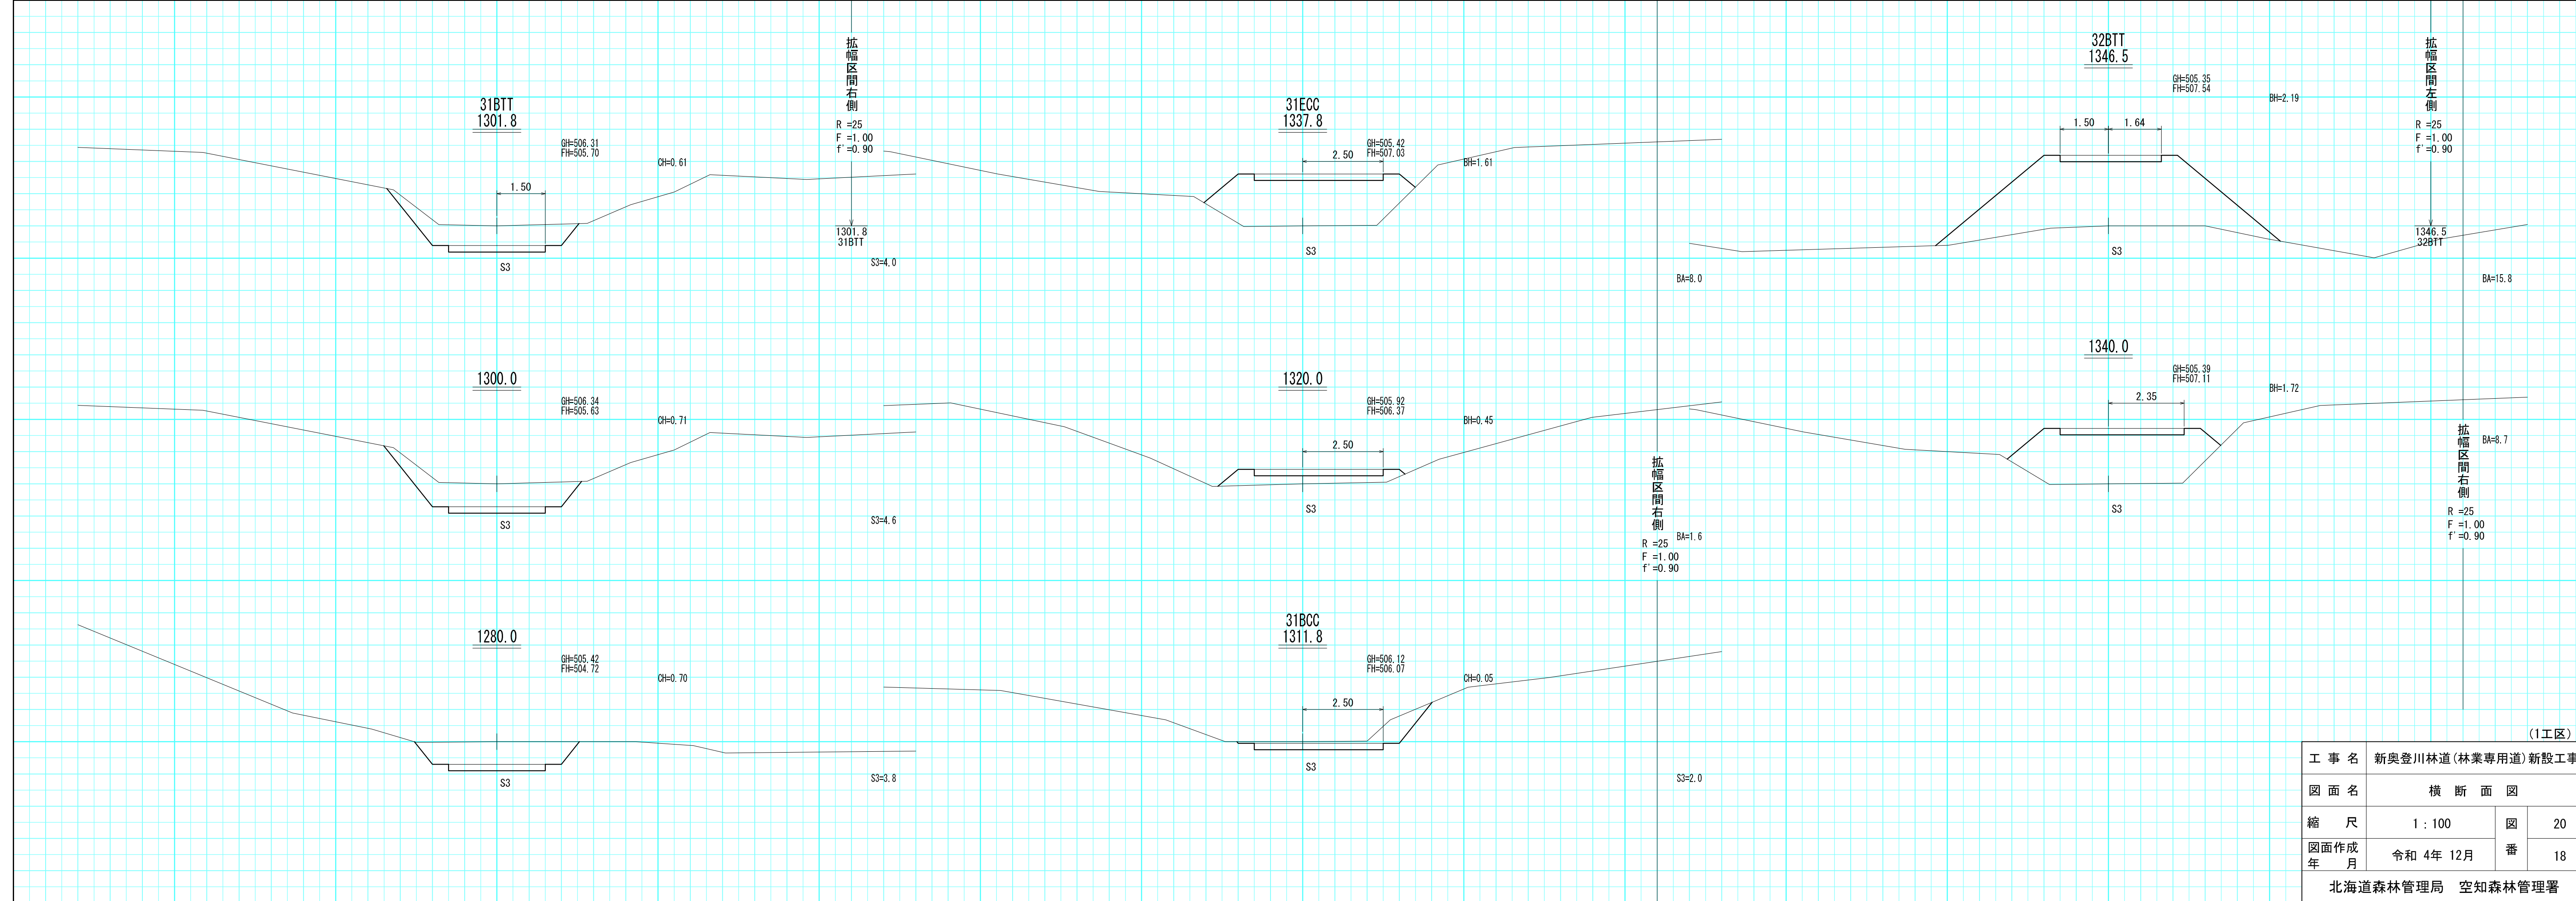 31BTT
1301.8
GH=506.31
FH=505.70
CH=0.61
1.50
S3
S3=4.0
拡幅区間右側
R =25
F =1.00
f'=0.90
1301.8
31BTT
1300.0
GH=506.34
FH=505.63
CH=0.71
S3
S3=4.6
1280.0
GH=505.42
FH=504.72
CH=0.70
S3
S3=3.8
31ECC
1337.8
GH=505.42
FH=507.03
BH=1.61
2.50
S3
BA=8.0
1320.0
GH=505.92
FH=506.37
BH=0.45
2.50
S3
BA=1.6
拡幅区間右側
R =25
F =1.00
f'=0.90
31BCC
1311.8
GH=506.12
FH=506.07
CH=0.05
2.50
S3
S3=2.0
32BTT
1346.5
GH=505.35
FH=507.54
BH=2.19
1.50
1.64
S3
BA=15.8
拡幅区間左側
R =25
F =1.00
f'=0.90
1346.5
32BTT
1340.0
GH=505.39
FH=507.11
BH=1.72
2.35
S3
BA=8.7
拡幅区間右側
R =25
F =1.00
f'=0.90
(1工区)
工 事 名 新奥登川林道(林業専用道)新設工事
図 面 名 横 断 面 図
縮 尺 1 : 100 図 20
図面作成
年 月 令和 4年 12月 番 18
北海道森林管理局 空知森林管理署